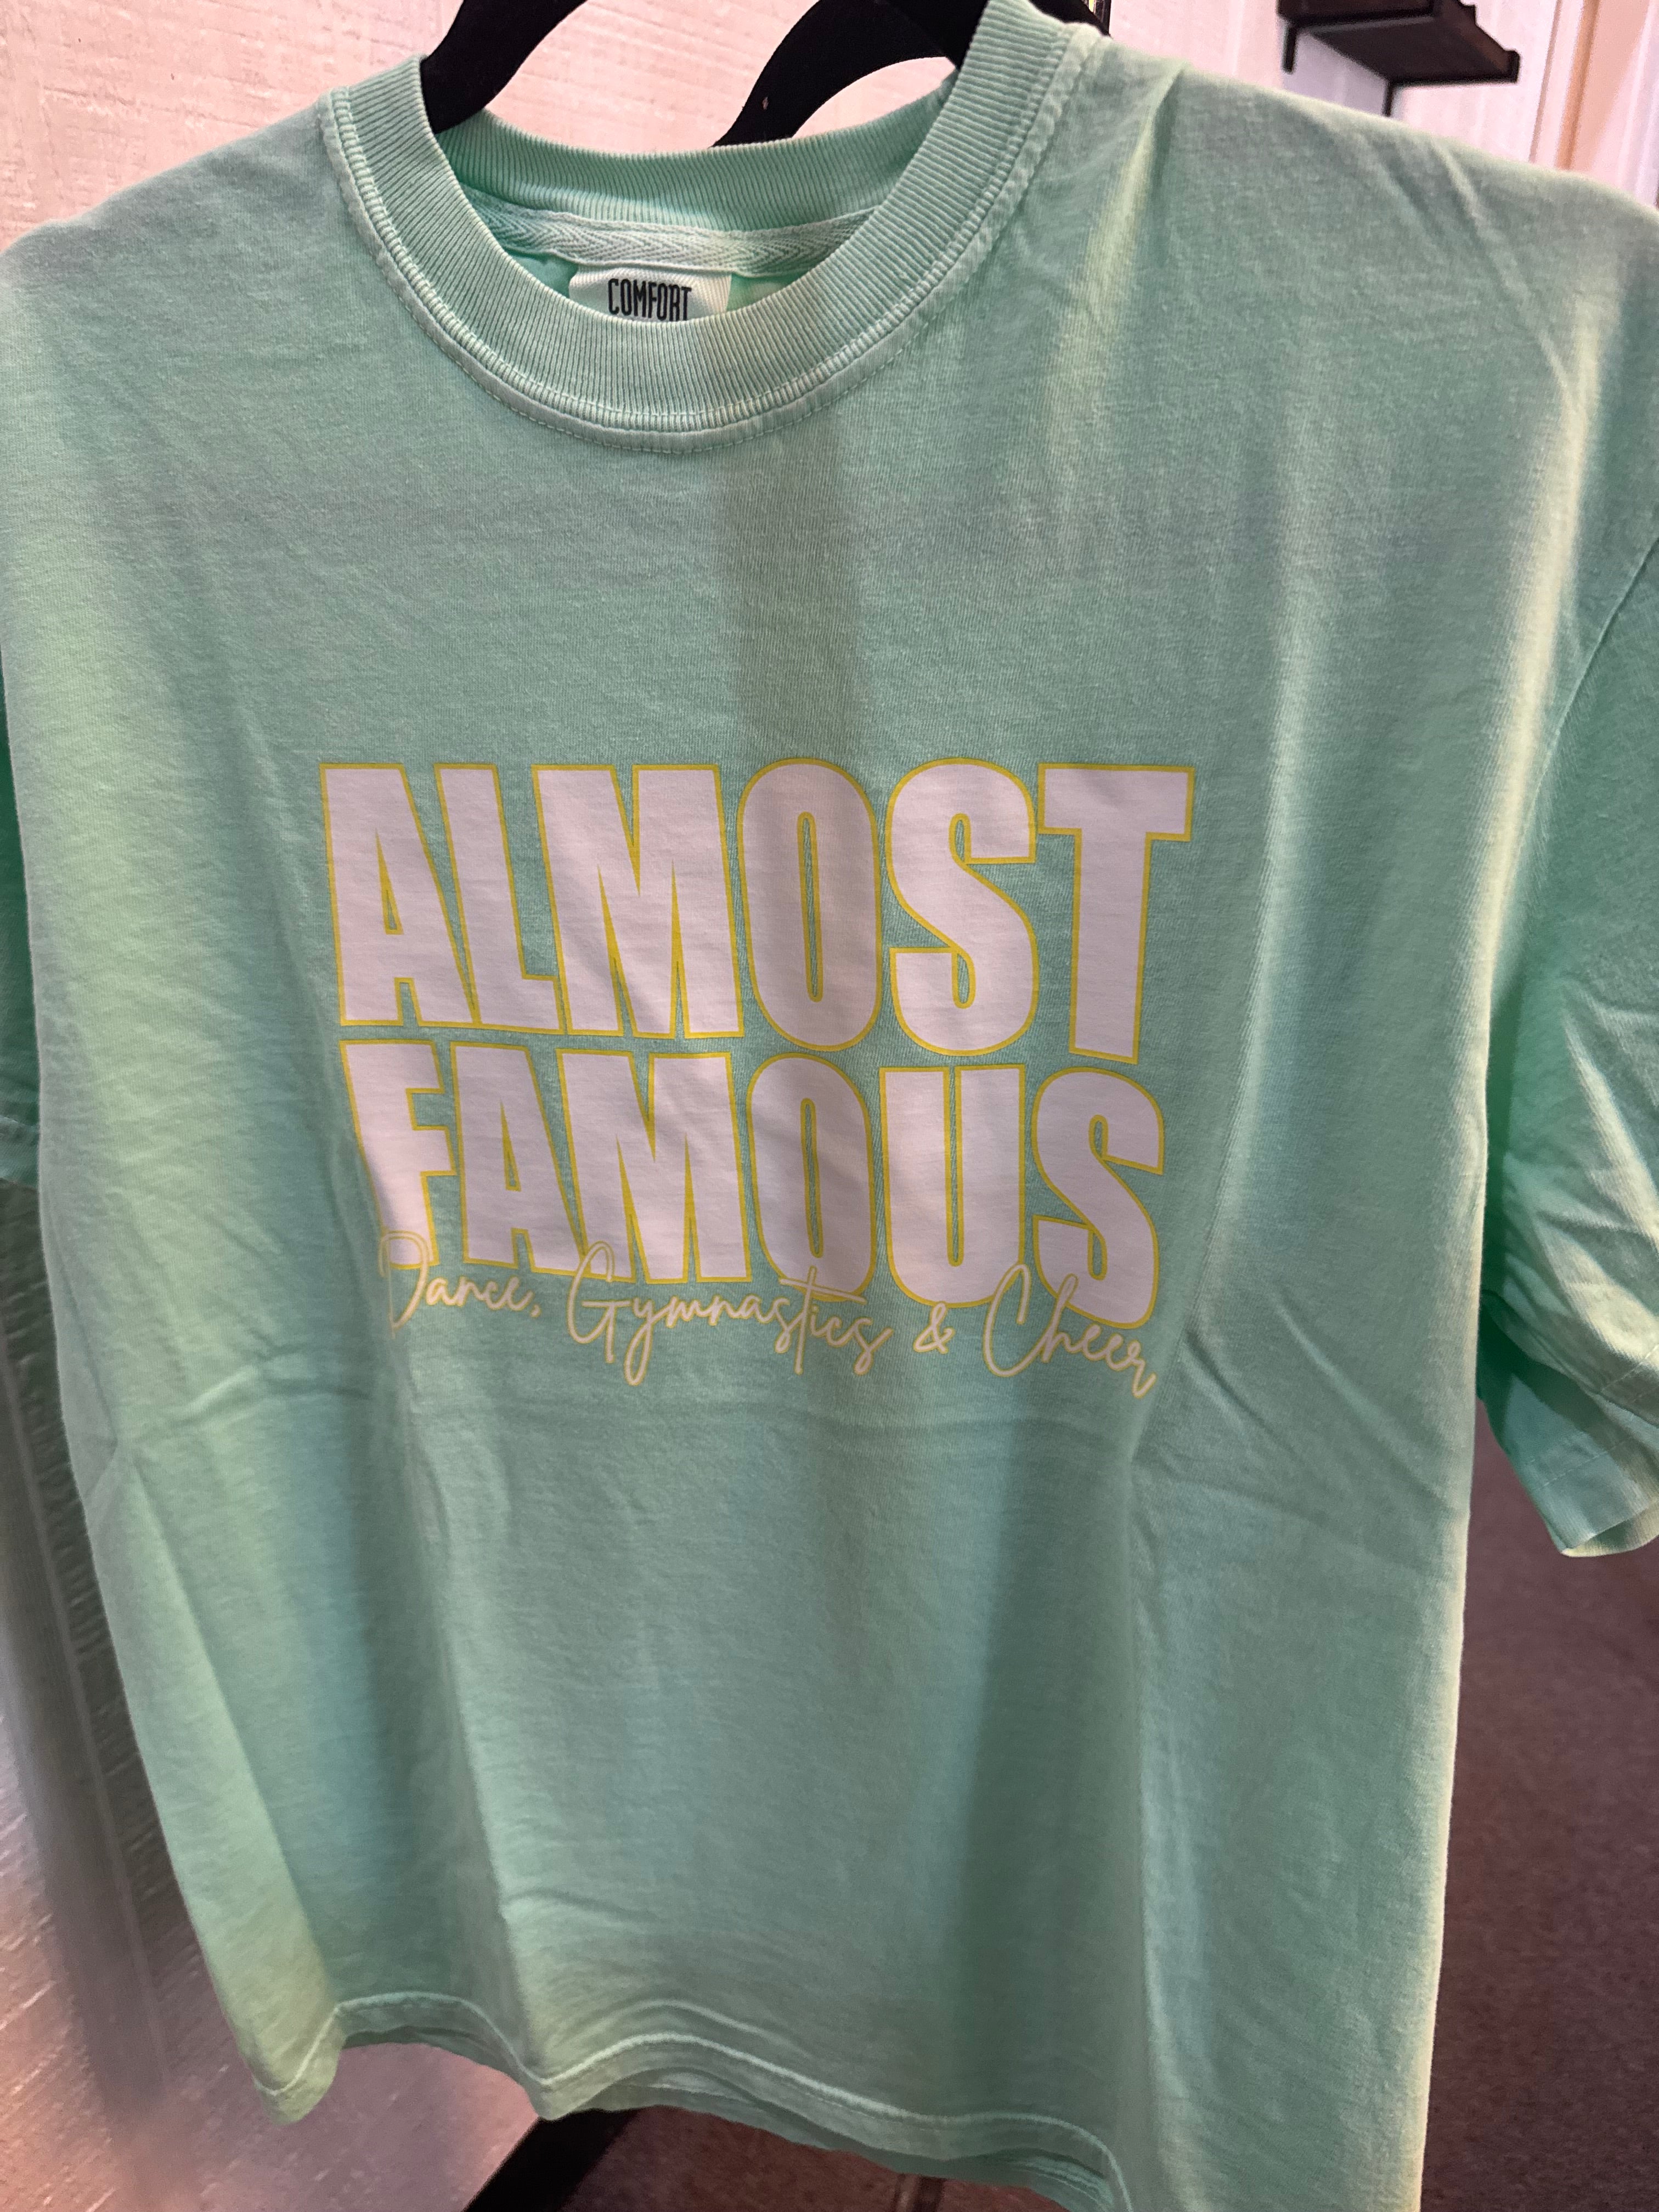 COMFORT
ALMOST
FAMOUS
Dance, Gymnastics & Cheer